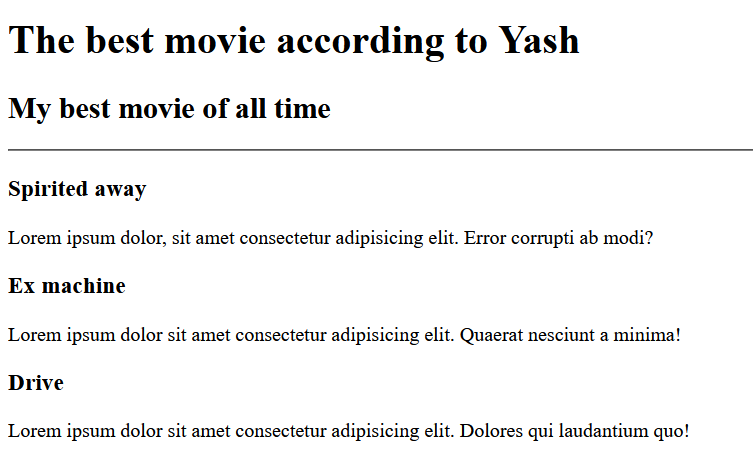 The best movie according to Yash
My best movie of all time
Spirited away
Lorem ipsum dolor, sit amet consectetur adipisicing elit. Error corrupti ab modi?
Ex machine
Lorem ipsum dolor sit amet consectetur adipisicing elit. Quaerat nesciunt a minima!
Drive
Lorem ipsum dolor sit amet consectetur adipisicing elit. Dolores qui laudantium quo!